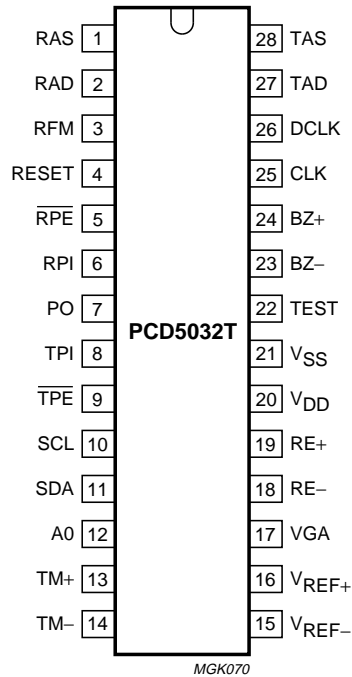 RAS 1 28 TAS
RAD 2 27 TAD
RFM 3 26 DCLK
RESET 4 25 CLK
R̅P̅E̅ 5 24 BZ+
RPI 6 23 BZ−
PO 7 22 TEST
PCD5032T
TPI 8 21 VSS
T̅P̅E̅ 9 20 VDD
SCL 10 19 RE+
SDA 11 18 RE−
A0 12 17 VGA
TM+ 13 16 VREF+
TM− 14 15 VREF−
MGK070